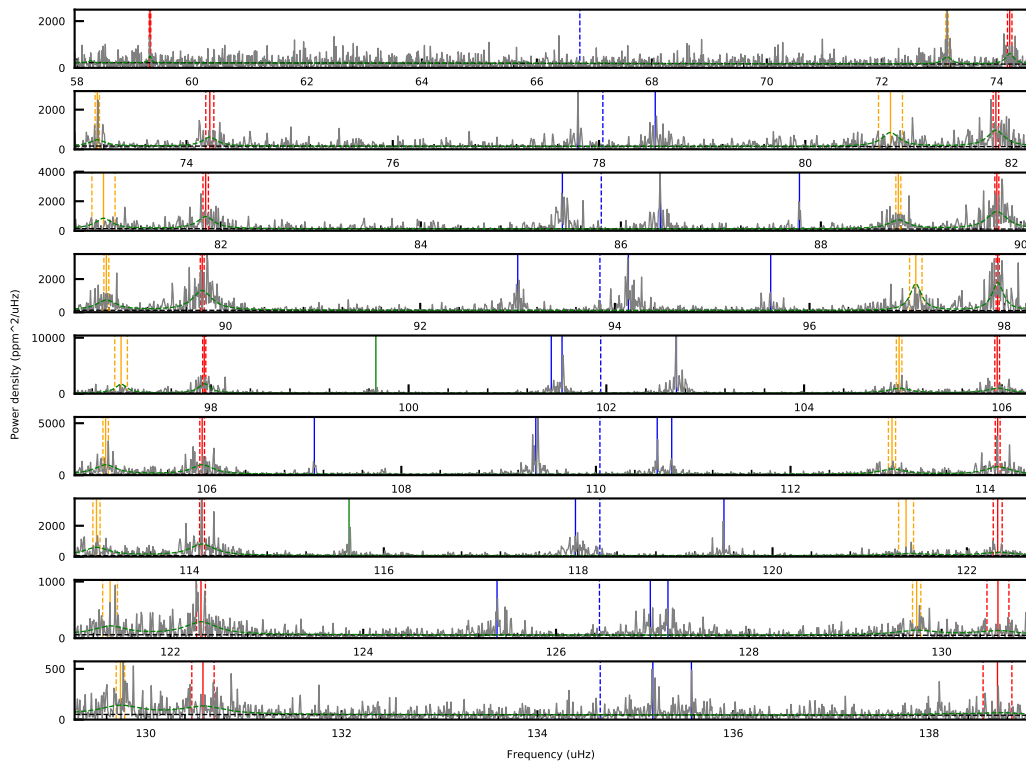 2000
0
58 60 62 64 66 68 70 72 74
2000
0
74 76 78 80 82
4000
2000
0
82 84 86 88 90
2000
0
90 92 94 96 98
Power density (ppm^2/uHz)
10000
0
98 100 102 104 106
5000
0
106 108 110 112 114
2000
0
114 116 118 120 122
1000
0
122 124 126 128 130
500
0
130 132 134 136 138
Frequency (uHz)